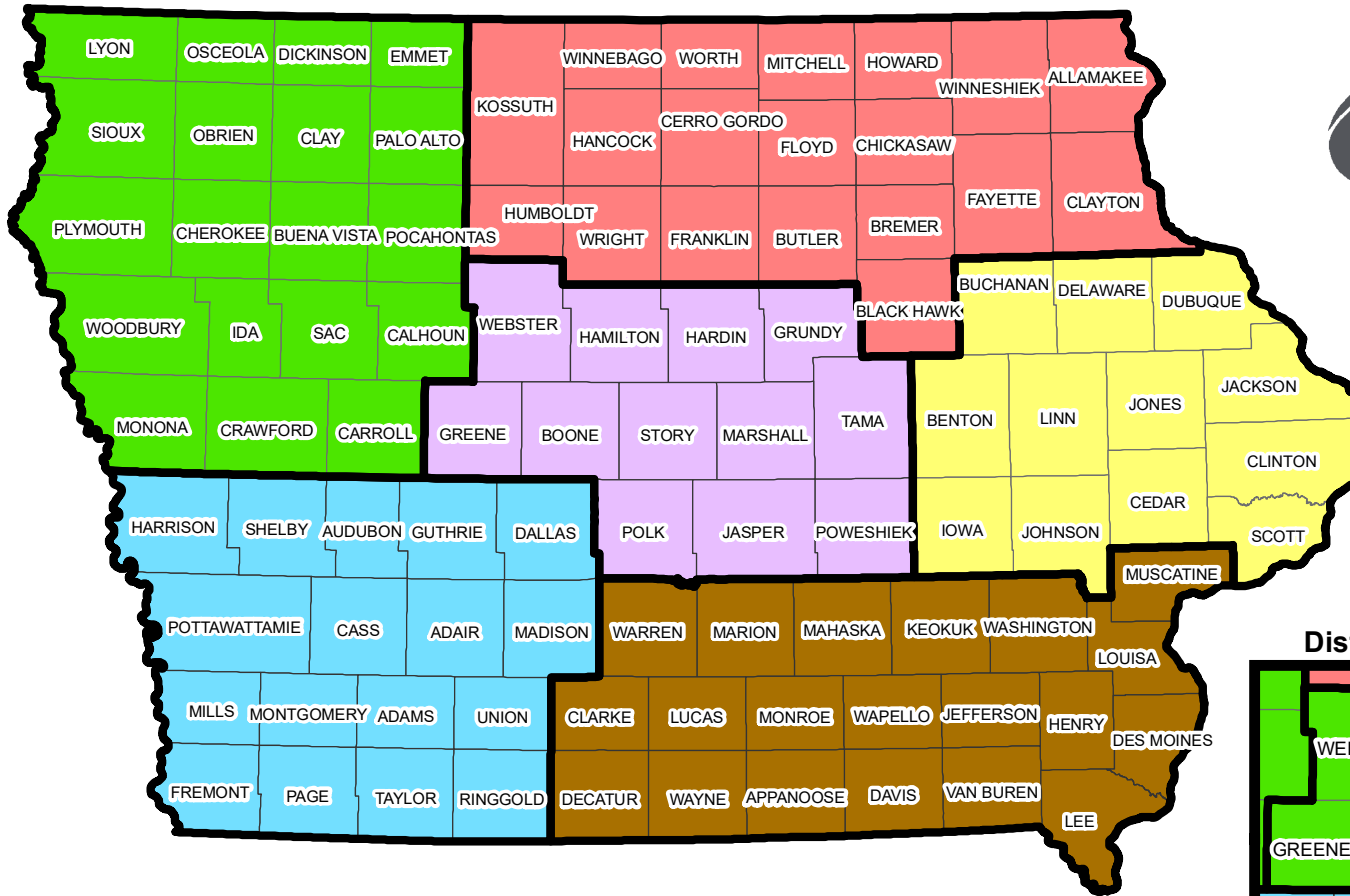 LYON OSCEOLA DICKINSON EMMET
WINNEBAGO WORTH MITCHELL HOWARD WINNESHIEK ALLAMAKEE
KOSSUTH
SIOUX OBRIEN CLAY PALO ALTO
HANCOCK CERRO GORDO FLOYD CHICKASAW
PLYMOUTH CHEROKEE BUENA VISTA POCAHONTAS
HUMBOLDT WRIGHT FRANKLIN BUTLER BREMER FAYETTE CLAYTON
WOODBURY IDA SAC CALHOUN
WEBSTER HAMILTON HARDIN GRUNDY BLACK HAWK BUCHANAN DELAWARE DUBUQUE
MONONA CRAWFORD CARROLL
GREENE BOONE STORY MARSHALL TAMA
BENTON LINN JONES JACKSON
CLINTON
HARRISON SHELBY AUDUBON GUTHRIE DALLAS
POLK JASPER POWESHIEK
IOWA JOHNSON CEDAR SCOTT
MUSCATINE
POTTAWATTAMIE CASS ADAIR MADISON
WARREN MARION MAHASKA KEOKUK WASHINGTON
LOUISA
MILLS MONTGOMERY ADAMS UNION
CLARKE LUCAS MONROE WAPELLO JEFFERSON HENRY
DES MOINES
FREMONT PAGE TAYLOR RINGGOLD
DECATUR WAYNE APPANOOSE DAVIS VAN BUREN
LEE
GREENE